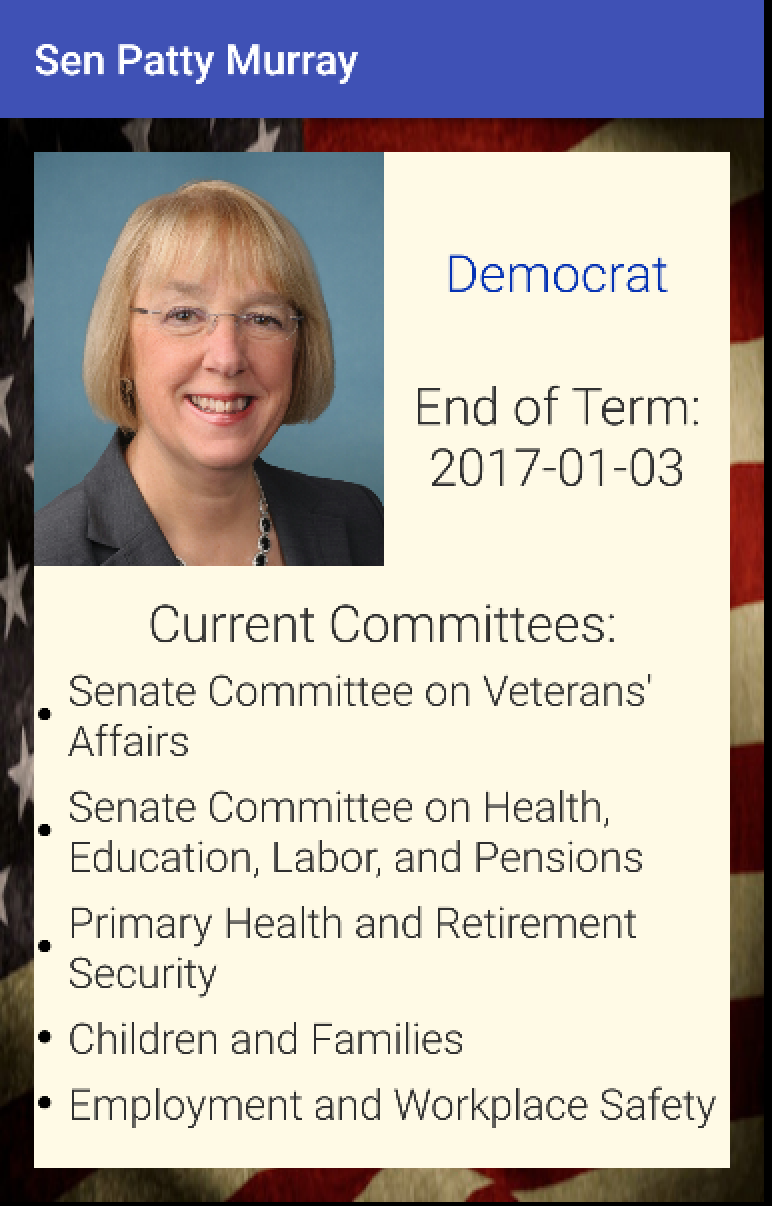 Sen Patty Murray
Democrat
End of Term:
2017-01-03
Current Committees:
• Senate Committee on Veterans'
Affairs
• Senate Committee on Health,
Education, Labor, and Pensions
• Primary Health and Retirement
Security
• Children and Families
• Employment and Workplace Safety